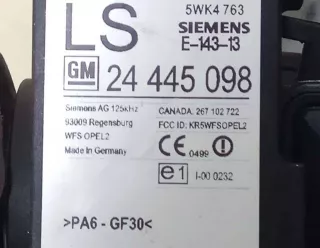 LS
5WK4 763
SIEMENS
E-143-13
GM 24 445 098
Siemens AG 125kHz
93009 Regensburg
WFS OPEL2
Made In Germany
CANADA: 267 102 722
FCC ID: KR5WFSOPEL2
CE 0499 !
e1 I-00 0232
>PA6 - GF30<